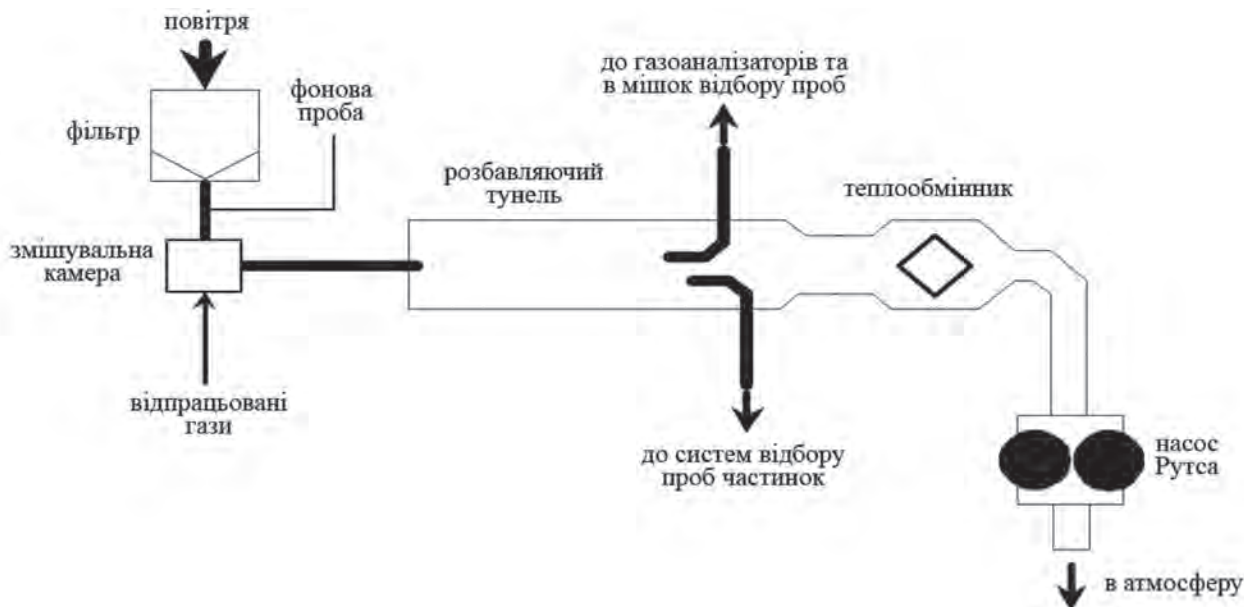 повітря
фільтр
фонова
проба
змішувальна
камера
відпрацьовані
гази
розбавляючий
тунель
до газоаналізаторів та
в мішок відбору проб
до систем відбору
проб частинок
теплообмінник
насос
Рутса
в атмосферу